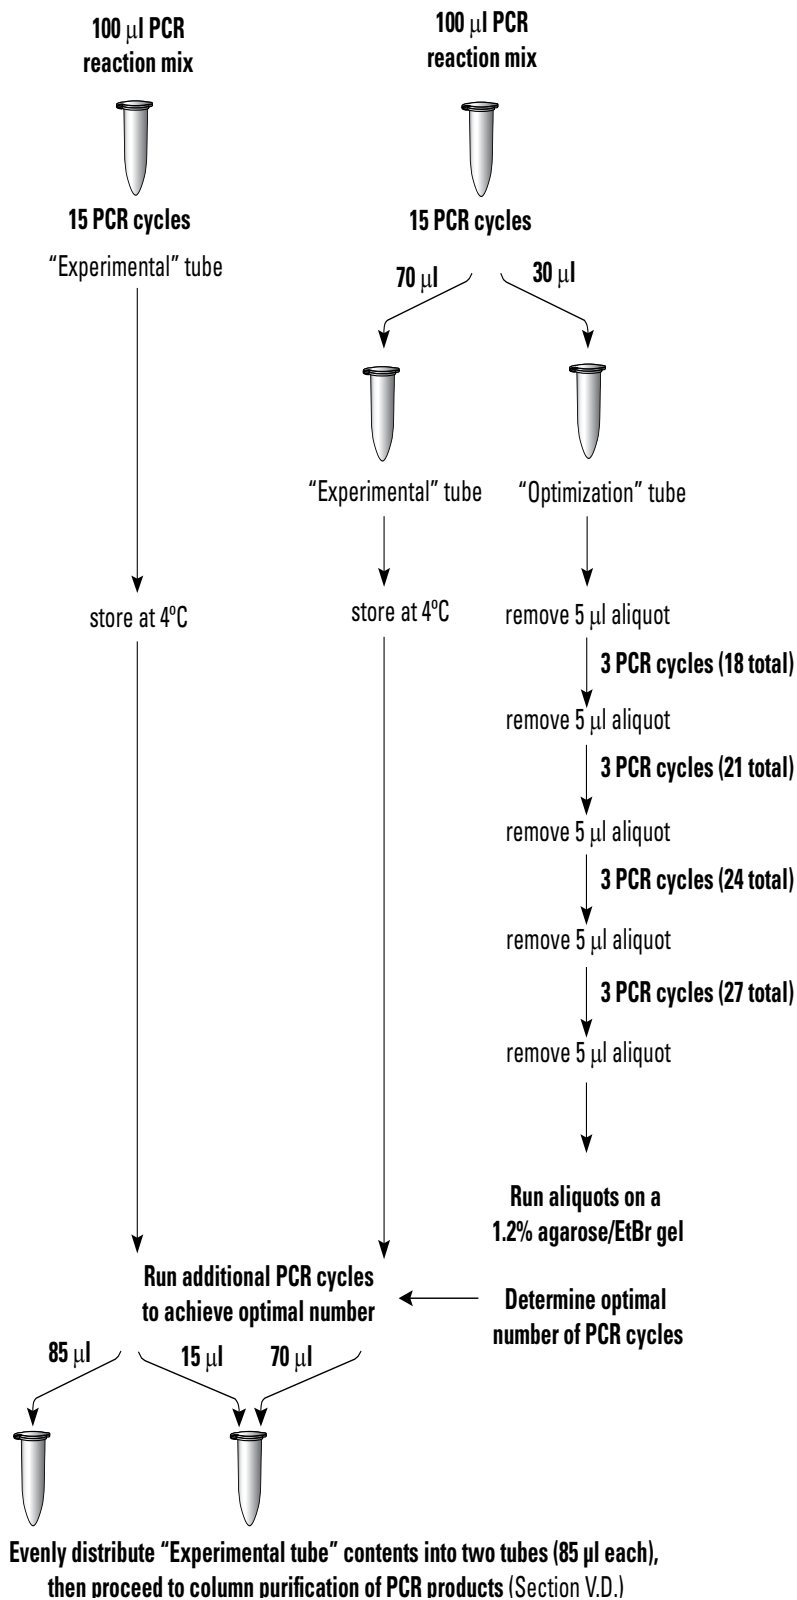 100 μl PCR
reaction mix
15 PCR cycles
“Experimental” tube
store at 4ºC
100 μl PCR
reaction mix
15 PCR cycles
70 μl
30 μl
“Experimental” tube
store at 4ºC
“Optimization” tube
remove 5 μl aliquot
3 PCR cycles (18 total)
remove 5 μl aliquot
3 PCR cycles (21 total)
remove 5 μl aliquot
3 PCR cycles (24 total)
remove 5 μl aliquot
3 PCR cycles (27 total)
remove 5 μl aliquot
Run aliquots on a
1.2% agarose/EtBr gel
Determine optimal
number of PCR cycles
Run additional PCR cycles
to achieve optimal number
85 μl
15 μl
70 μl
Evenly distribute “Experimental tube” contents into two tubes (85 μl each),
then proceed to column purification of PCR products (Section V.D.)